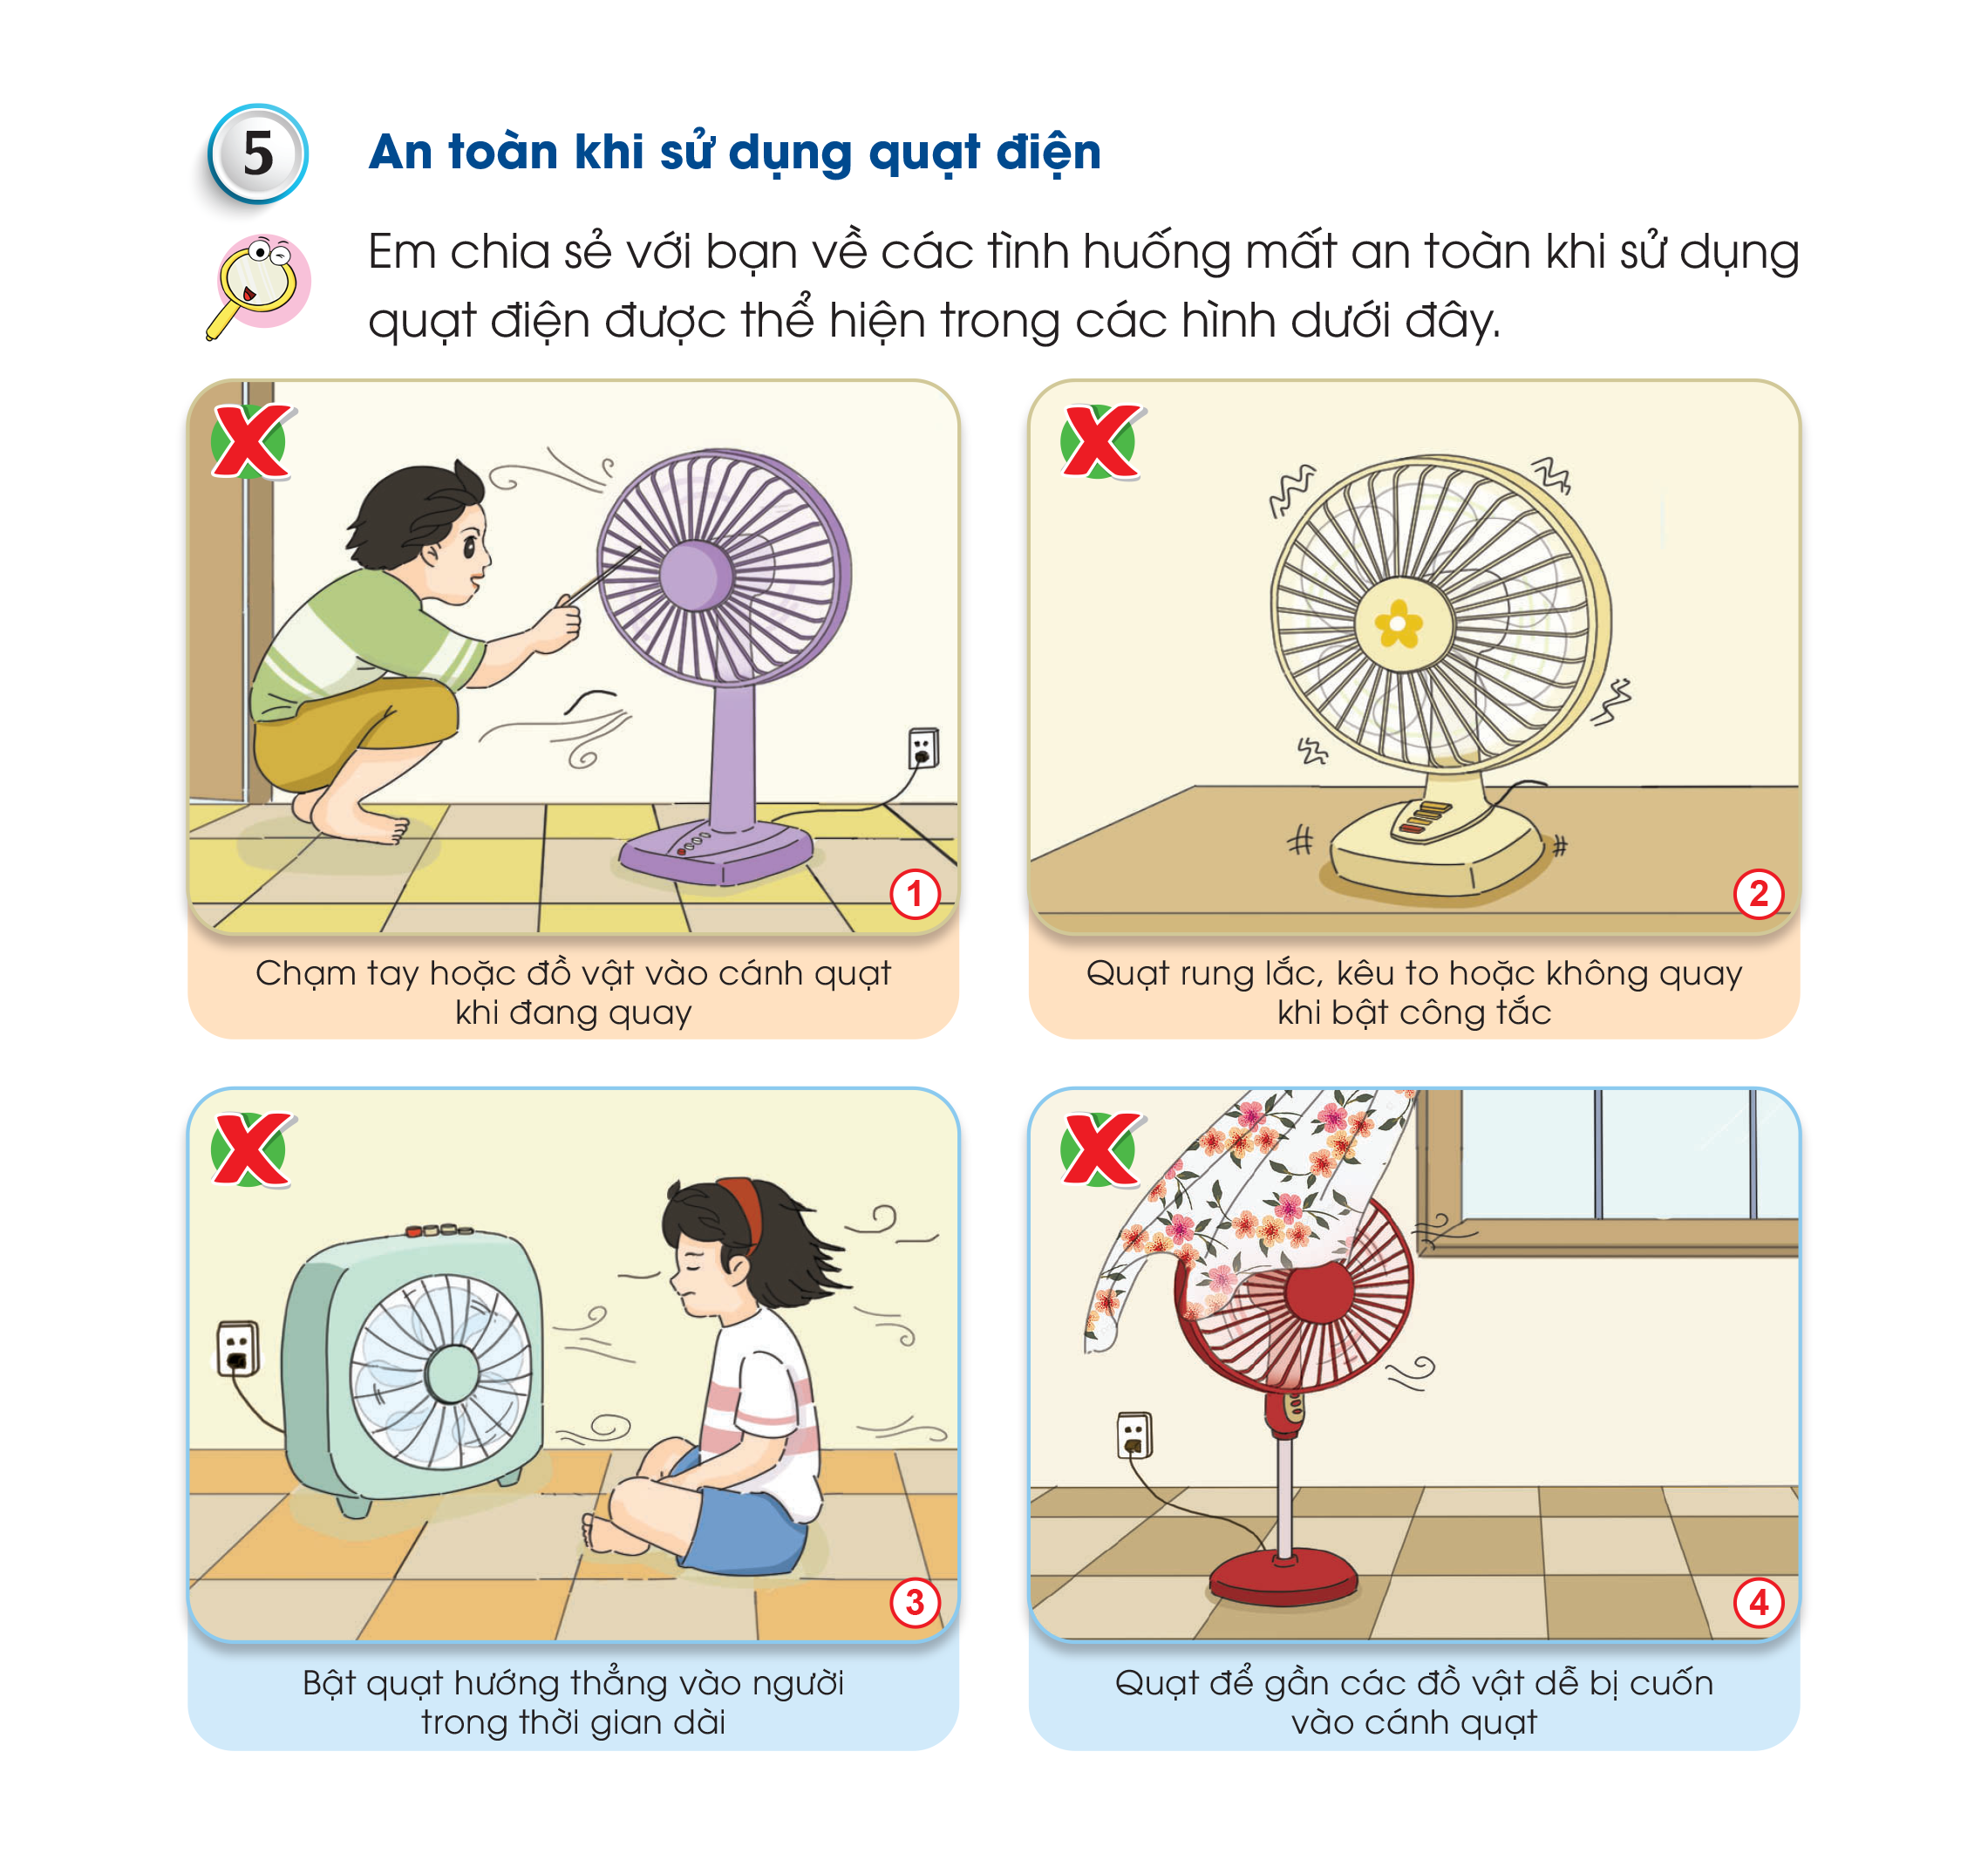 5
An toàn khi sử dụng quạt điện
Em chia sẻ với bạn về các tình huống mất an toàn khi sử dụng
quạt điện được thể hiện trong các hình dưới đây.
1
Chạm tay hoặc đồ vật vào cánh quạt
khi đang quay
2
Quạt rung lắc, kêu to hoặc không quay
khi bật công tắc
3
Bật quạt hướng thẳng vào người
trong thời gian dài
4
Quạt để gần các đồ vật dễ bị cuốn
vào cánh quạt